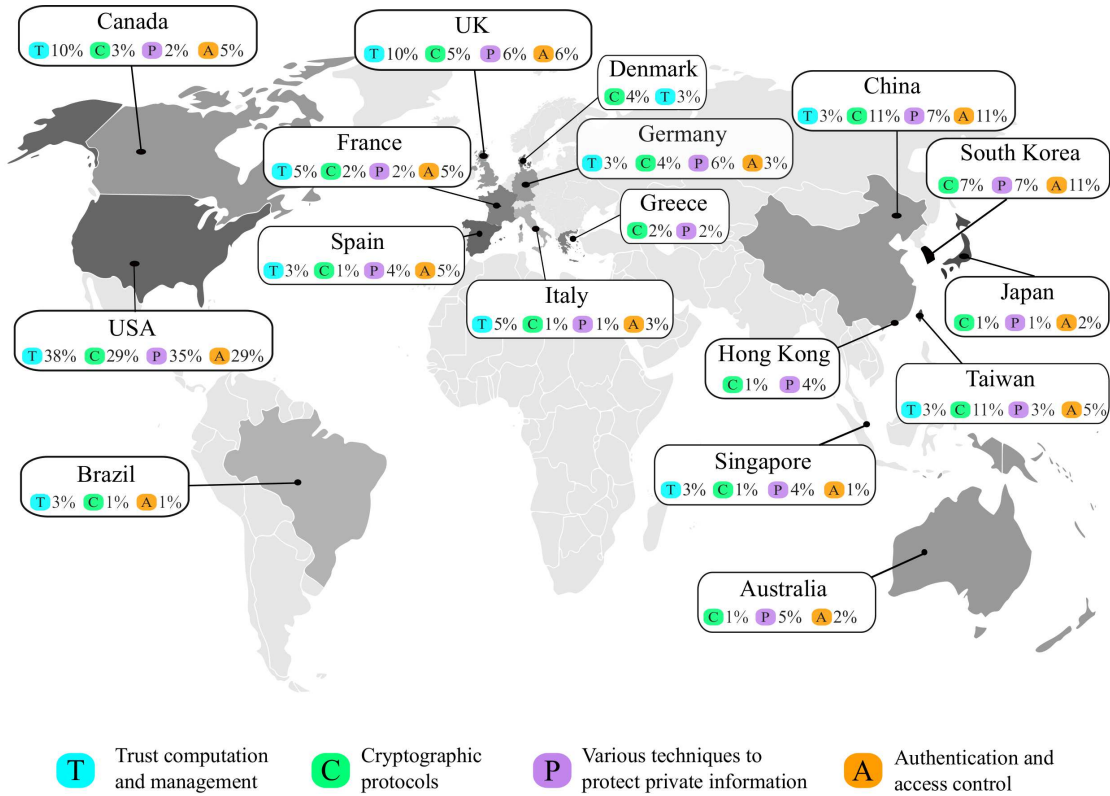 Canada
T 10% C 3% P 2% A 5%
UK
T 10% C 5% P 6% A 6%
Denmark
C 4% T 3%
China
T 3% C 11% P 7% A 11%
France
T 5% C 2% P 2% A 5%
Germany
T 3% C 4% P 6% A 3%
South Korea
C 7% P 7% A 11%
Greece
C 2% P 2%
Spain
T 3% C 1% P 4% A 5%
Italy
T 5% C 1% P 1% A 3%
Japan
C 1% P 1% A 2%
USA
T 38% C 29% P 35% A 29%
Hong Kong
C 1% P 4%
Taiwan
T 3% C 11% P 3% A 5%
Brazil
T 3% C 1% A 1%
Singapore
T 3% C 1% P 4% A 1%
Australia
C 1% P 5% A 2%
T Trust computation
and management
C Cryptographic
protocols
P Various techniques to
protect private information
A Authentication and
access control